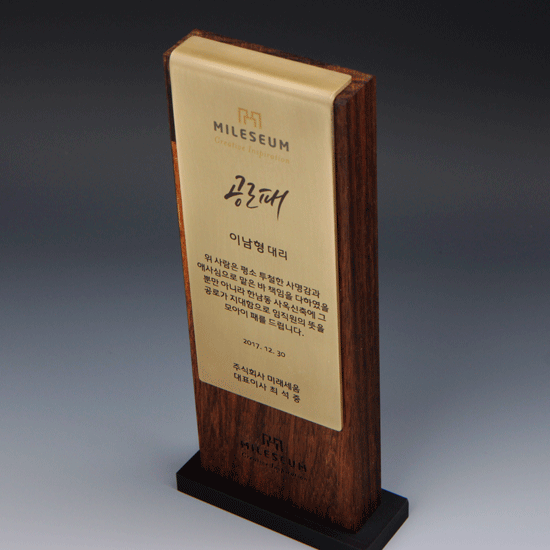 MILESEUM
Creative Inspiration
공로패
이남형 대리
위 사람은 평소 투철한 사명감과
애사심으로 맡은 바 책임을 다하였을
뿐만 아니라 한남동 사옥신축에 그
공로가 지대함으로 임직원의 뜻을
모아이 패를 드립니다.
2017. 12. 30
주식회사 미래세움
대표이사 최 석 중
MILESEUM
Creative Inspiration